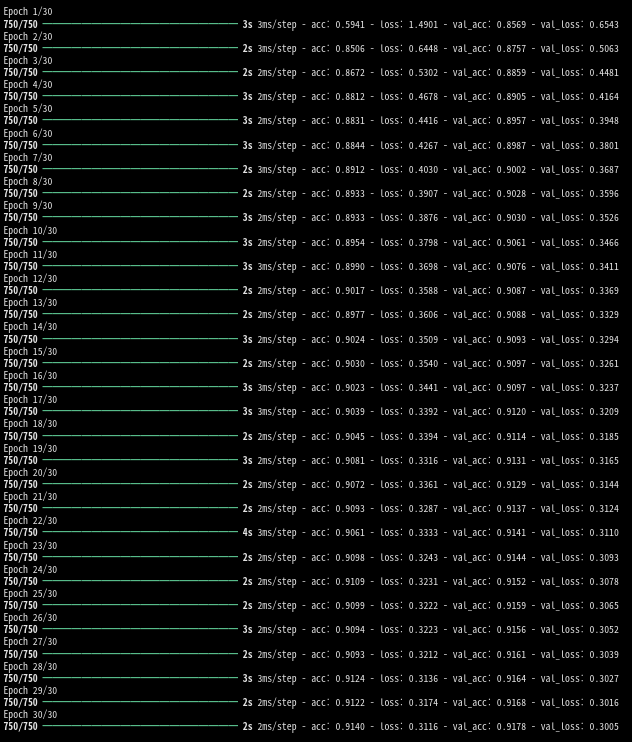 Epoch 1/30
750/750 ━━━━━━━━━━━━━━━━━━━━ 3s 3ms/step - acc: 0.5941 - loss: 1.4901 - val_acc: 0.8569 - val_loss: 0.6543
Epoch 2/30
750/750 ━━━━━━━━━━━━━━━━━━━━ 2s 3ms/step - acc: 0.8506 - loss: 0.6448 - val_acc: 0.8757 - val_loss: 0.5063
Epoch 3/30
750/750 ━━━━━━━━━━━━━━━━━━━━ 2s 2ms/step - acc: 0.8672 - loss: 0.5302 - val_acc: 0.8859 - val_loss: 0.4481
Epoch 4/30
750/750 ━━━━━━━━━━━━━━━━━━━━ 3s 2ms/step - acc: 0.8812 - loss: 0.4678 - val_acc: 0.8905 - val_loss: 0.4164
Epoch 5/30
750/750 ━━━━━━━━━━━━━━━━━━━━ 3s 2ms/step - acc: 0.8831 - loss: 0.4416 - val_acc: 0.8957 - val_loss: 0.3948
Epoch 6/30
750/750 ━━━━━━━━━━━━━━━━━━━━ 3s 3ms/step - acc: 0.8844 - loss: 0.4267 - val_acc: 0.8987 - val_loss: 0.3801
Epoch 7/30
750/750 ━━━━━━━━━━━━━━━━━━━━ 2s 3ms/step - acc: 0.8912 - loss: 0.4030 - val_acc: 0.9002 - val_loss: 0.3687
Epoch 8/30
750/750 ━━━━━━━━━━━━━━━━━━━━ 2s 2ms/step - acc: 0.8933 - loss: 0.3907 - val_acc: 0.9028 - val_loss: 0.3596
Epoch 9/30
750/750 ━━━━━━━━━━━━━━━━━━━━ 3s 2ms/step - acc: 0.8933 - loss: 0.3876 - val_acc: 0.9030 - val_loss: 0.3526
Epoch 10/30
750/750 ━━━━━━━━━━━━━━━━━━━━ 3s 2ms/step - acc: 0.8954 - loss: 0.3798 - val_acc: 0.9061 - val_loss: 0.3466
Epoch 11/30
750/750 ━━━━━━━━━━━━━━━━━━━━ 3s 3ms/step - acc: 0.8990 - loss: 0.3698 - val_acc: 0.9076 - val_loss: 0.3411
Epoch 12/30
750/750 ━━━━━━━━━━━━━━━━━━━━ 2s 2ms/step - acc: 0.9017 - loss: 0.3588 - val_acc: 0.9087 - val_loss: 0.3369
Epoch 13/30
750/750 ━━━━━━━━━━━━━━━━━━━━ 2s 2ms/step - acc: 0.8977 - loss: 0.3606 - val_acc: 0.9088 - val_loss: 0.3329
Epoch 14/30
750/750 ━━━━━━━━━━━━━━━━━━━━ 3s 2ms/step - acc: 0.9024 - loss: 0.3509 - val_acc: 0.9093 - val_loss: 0.3294
Epoch 15/30
750/750 ━━━━━━━━━━━━━━━━━━━━ 2s 2ms/step - acc: 0.9030 - loss: 0.3540 - val_acc: 0.9097 - val_loss: 0.3261
Epoch 16/30
750/750 ━━━━━━━━━━━━━━━━━━━━ 3s 3ms/step - acc: 0.9023 - loss: 0.3441 - val_acc: 0.9097 - val_loss: 0.3237
Epoch 17/30
750/750 ━━━━━━━━━━━━━━━━━━━━ 3s 3ms/step - acc: 0.9039 - loss: 0.3392 - val_acc: 0.9120 - val_loss: 0.3209
Epoch 18/30
750/750 ━━━━━━━━━━━━━━━━━━━━ 2s 2ms/step - acc: 0.9045 - loss: 0.3394 - val_acc: 0.9114 - val_loss: 0.3185
Epoch 19/30
750/750 ━━━━━━━━━━━━━━━━━━━━ 3s 2ms/step - acc: 0.9081 - loss: 0.3316 - val_acc: 0.9131 - val_loss: 0.3165
Epoch 20/30
750/750 ━━━━━━━━━━━━━━━━━━━━ 2s 2ms/step - acc: 0.9072 - loss: 0.3361 - val_acc: 0.9129 - val_loss: 0.3144
Epoch 21/30
750/750 ━━━━━━━━━━━━━━━━━━━━ 2s 2ms/step - acc: 0.9093 - loss: 0.3287 - val_acc: 0.9137 - val_loss: 0.3124
Epoch 22/30
750/750 ━━━━━━━━━━━━━━━━━━━━ 4s 3ms/step - acc: 0.9061 - loss: 0.3333 - val_acc: 0.9141 - val_loss: 0.3110
Epoch 23/30
750/750 ━━━━━━━━━━━━━━━━━━━━ 2s 2ms/step - acc: 0.9098 - loss: 0.3243 - val_acc: 0.9144 - val_loss: 0.3093
Epoch 24/30
750/750 ━━━━━━━━━━━━━━━━━━━━ 2s 2ms/step - acc: 0.9109 - loss: 0.3231 - val_acc: 0.9152 - val_loss: 0.3078
Epoch 25/30
750/750 ━━━━━━━━━━━━━━━━━━━━ 2s 2ms/step - acc: 0.9099 - loss: 0.3222 - val_acc: 0.9159 - val_loss: 0.3065
Epoch 26/30
750/750 ━━━━━━━━━━━━━━━━━━━━ 3s 2ms/step - acc: 0.9094 - loss: 0.3223 - val_acc: 0.9156 - val_loss: 0.3052
Epoch 27/30
750/750 ━━━━━━━━━━━━━━━━━━━━ 2s 2ms/step - acc: 0.9093 - loss: 0.3212 - val_acc: 0.9161 - val_loss: 0.3039
Epoch 28/30
750/750 ━━━━━━━━━━━━━━━━━━━━ 3s 3ms/step - acc: 0.9124 - loss: 0.3136 - val_acc: 0.9164 - val_loss: 0.3027
Epoch 29/30
750/750 ━━━━━━━━━━━━━━━━━━━━ 2s 2ms/step - acc: 0.9122 - loss: 0.3174 - val_acc: 0.9168 - val_loss: 0.3016
Epoch 30/30
750/750 ━━━━━━━━━━━━━━━━━━━━ 2s 2ms/step - acc: 0.9140 - loss: 0.3116 - val_acc: 0.9178 - val_loss: 0.3005